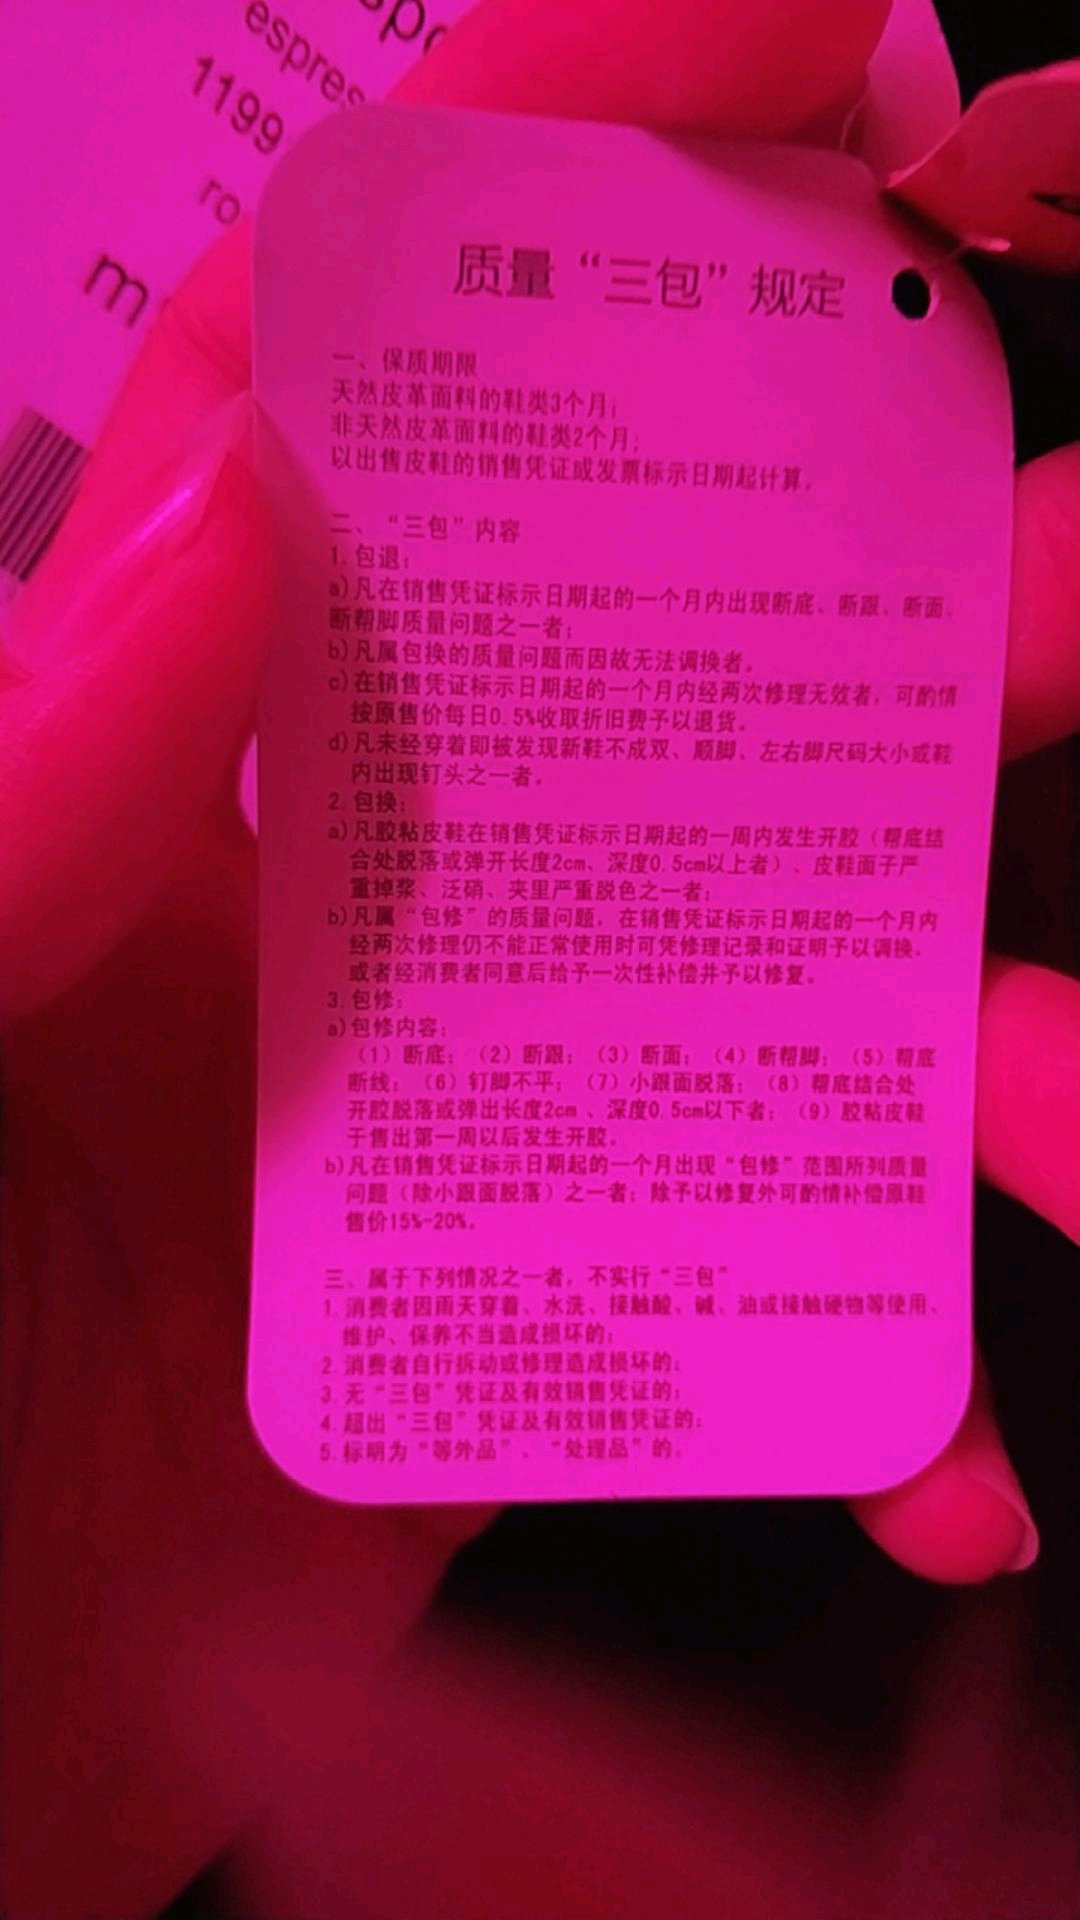 espres
1199
ro
m
质量“三包”规定
一、保质期限
天然皮革面料的鞋类3个月;
非天然皮革面料的鞋类2个月;
以出售皮鞋的销售凭证或发票标示日期起计算。
二、“三包”内容
1.包退:
a)凡在销售凭证标示日期起的一个月内出现断底、断跟、断面、
断帮脚质量问题之一者;
b)凡属包换的质量问题而因故无法调换者。
c)在销售凭证标示日期起的一个月内经两次修理无效者,可酌情
按原售价每日0.5%收取折旧费予以退货。
d)凡未经穿着即被发现新鞋不成双、顺脚、左右脚尺码大小或鞋
内出现钉头之一者。
2.包换:
a)凡胶粘皮鞋在销售凭证标示日期起的一周内发生开胶(帮底结
合处脱落或弹开长度2cm、深度0.5cm以上者)、皮鞋面子严
重掉浆、泛硝、夹里严重脱色之一者;
b)凡属“包修”的质量问题,在销售凭证标示日期起的一个月内
经两次修理仍不能正常使用时可凭修理记录和证明予以调换.
或者经消费者同意后给予一次性补偿并予以修复。
3.包修:
a)包修内容:
(1)断底;(2)断跟;(3)断面;(4)断帮脚;(5)帮底
断线;(6)钉脚不平;(7)小跟面脱落;(8)帮底结合处
开胶脱落或弹出长度2cm、深度0.5cm以下者;(9)胶粘皮鞋
于售出第一周以后发生开胶。
b)凡在销售凭证标示日期起的一个月出现“包修”范围所列质量
问题(除小跟面脱落)之一者;除予以修复外可酌情补偿原鞋
售价15%-20%。
三、属于下列情况之一者,不实行“三包”
1.消费者因雨天穿着、水洗、接触酸、碱、油或接触硬物等使用、
维护、保养不当造成损坏的;
2.消费者自行拆动或修理造成损坏的;
3.无“三包”凭证及有效销售凭证的;
4.超出“三包”凭证及有效销售凭证的;
5.标明为“等外品”、“处理品”的。